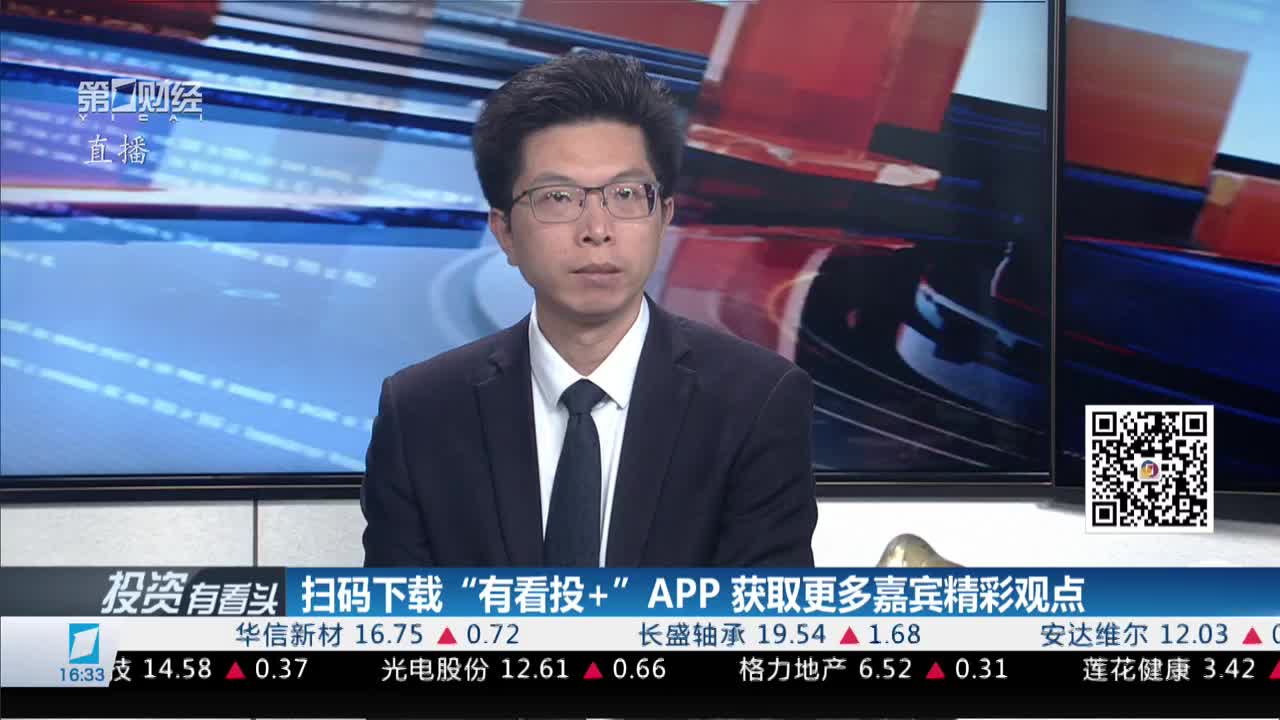 第一财经
YICAI
直播
投资有看头
扫码下载“有看投+”APP 获取更多嘉宾精彩观点
华信新材 16.75 ▲ 0.72 长盛轴承 19.54 ▲ 1.68 安达维尔 12.03 ▲
16:33
技 14.58 ▲ 0.37 光电股份 12.61 ▲ 0.66 格力地产 6.52 ▲ 0.31 莲花健康 3.42 ▲